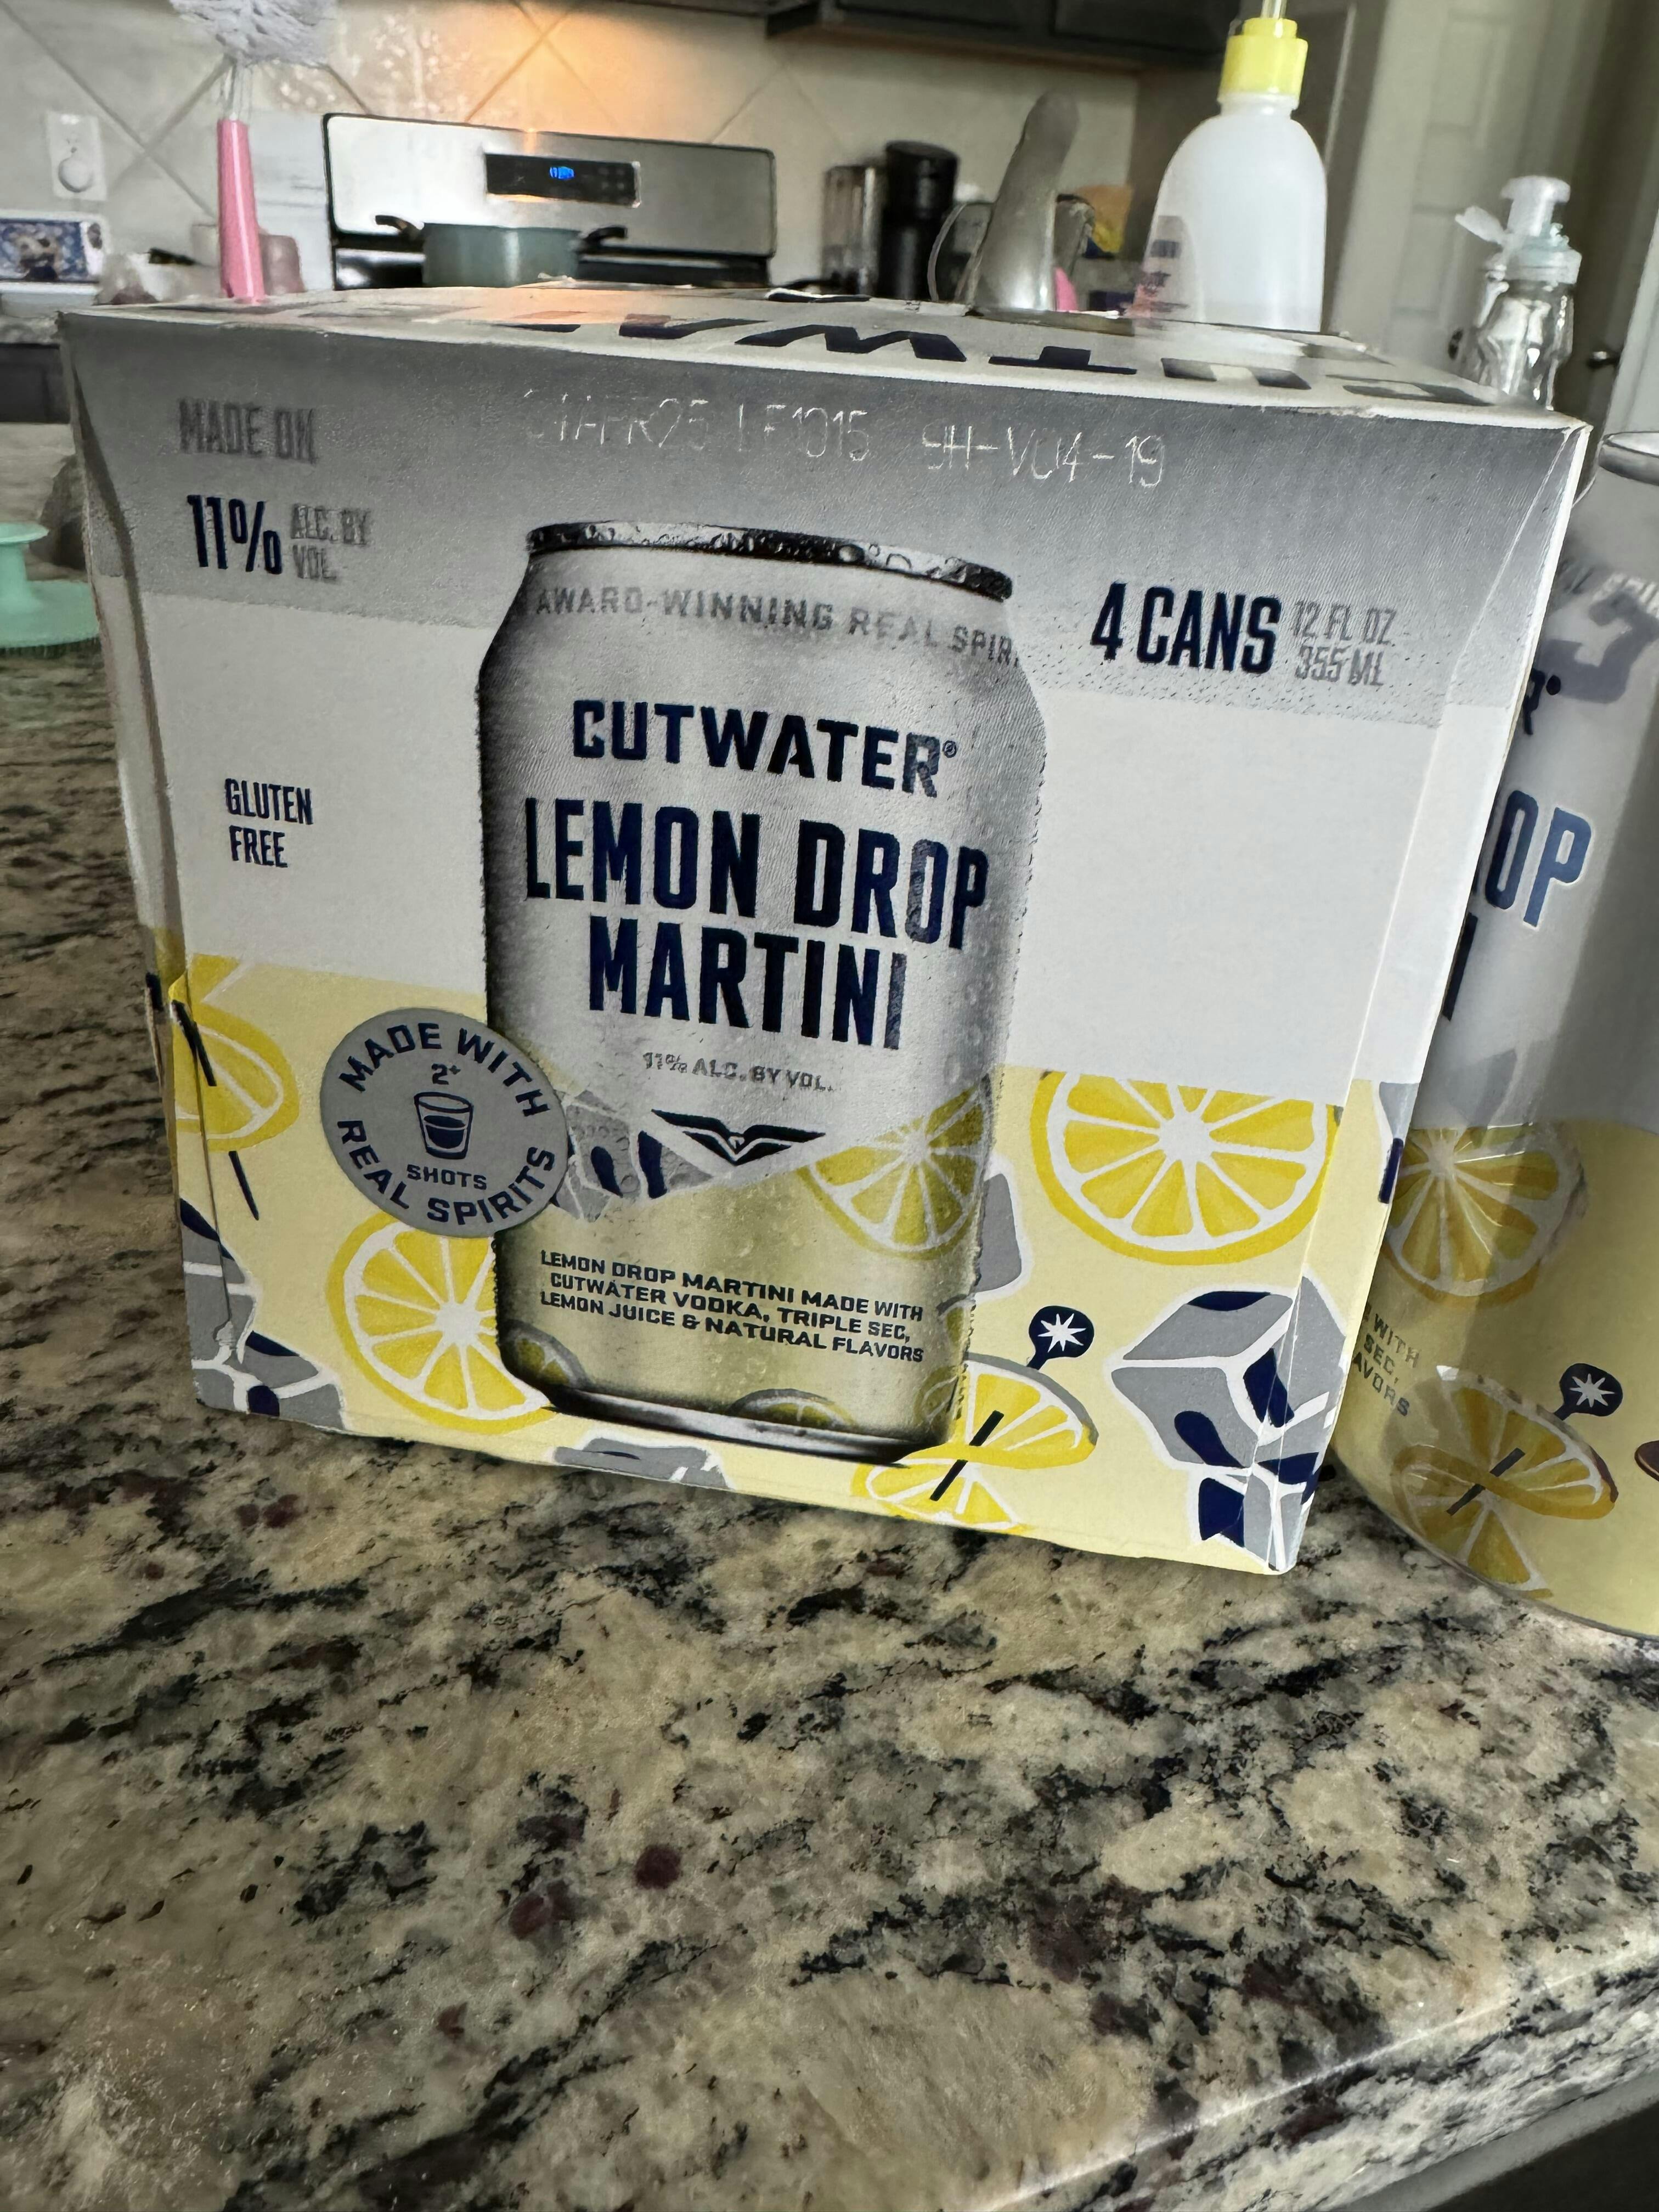 MADE ON
11% ALC. BY
VOL.
4 CANS 12 FL OZ
355 ML
GLUTEN
FREE
AWARD-WINNING REAL
CUTWATER®
LEMON DROP
MARTINI
11% ALC. BY VOL.
MADE WITH
2+
SHOTS
REAL SPIRITS
LEMON DROP MARTINI MADE WITH
CUTWATER VODKA, TRIPLE SEC,
LEMON JUICE & NATURAL FLAVORS
WITH
SEC,